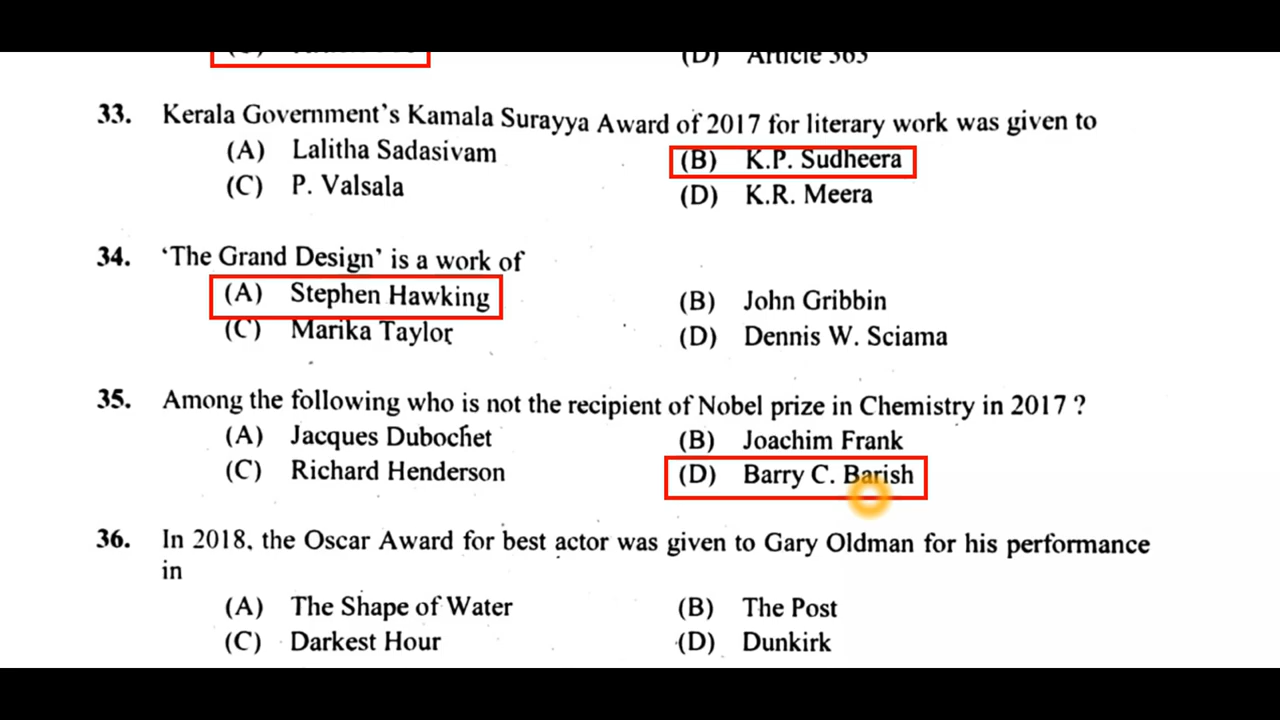 (D) Article 363
33. Kerala Government's Kamala Surayya Award of 2017 for literary work was given to
(A) Lalitha Sadasivam (B) K.P. Sudheera
(C) P. Valsala (D) K.R. Meera
34. 'The Grand Design' is a work of
(A) Stephen Hawking (B) John Gribbin
(C) Marika Taylor (D) Dennis W. Sciama
35. Among the following who is not the recipient of Nobel prize in Chemistry in 2017 ?
(A) Jacques Dubochet (B) Joachim Frank
(C) Richard Henderson (D) Barry C. Barish
36. In 2018, the Oscar Award for best actor was given to Gary Oldman for his performance
in
(A) The Shape of Water (B) The Post
(C) Darkest Hour (D) Dunkirk